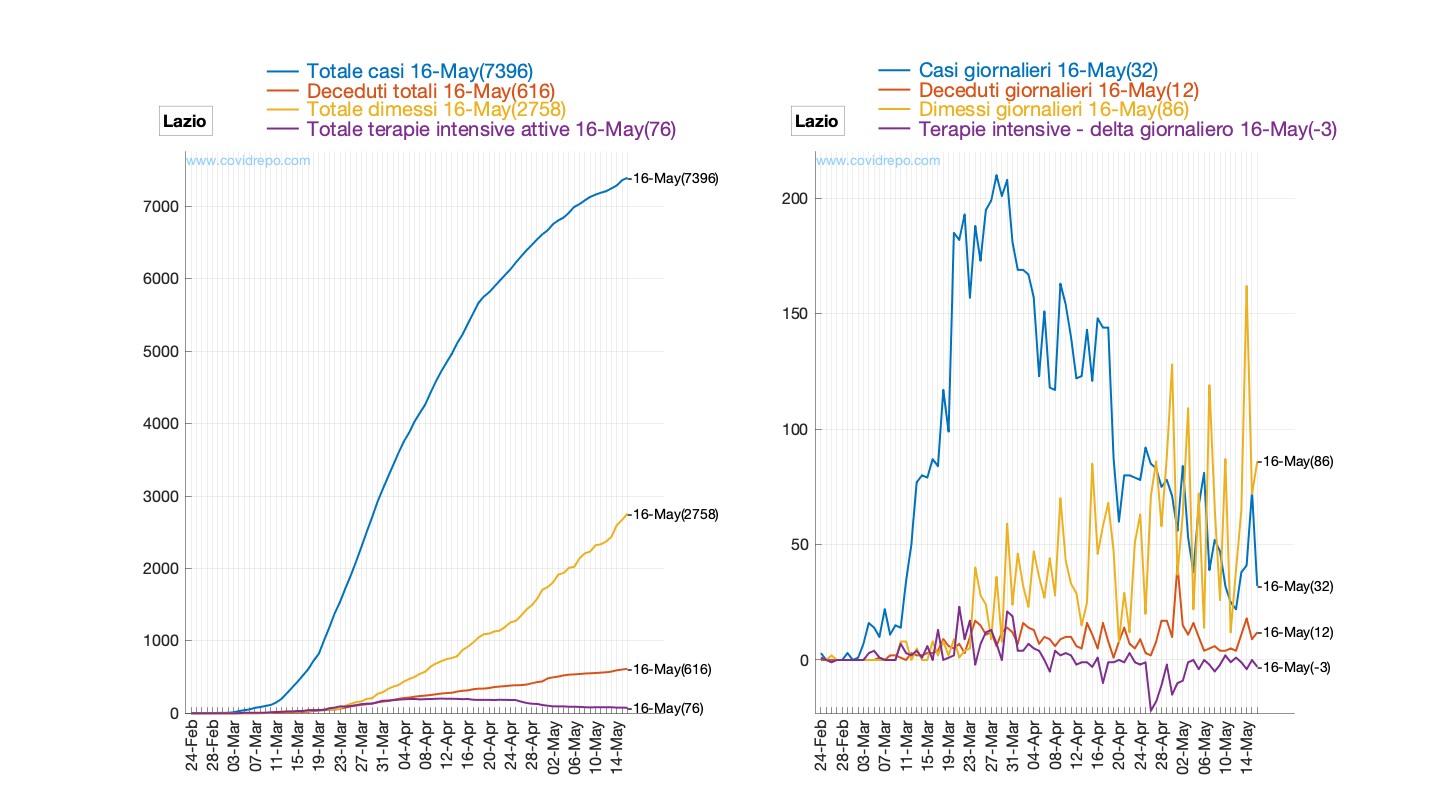 Totale casi 16-May(7396)
Deceduti totali 16-May(616)
Totale dimessi 16-May(2758)
Totale terapie intensive attive 16-May(76)
Lazio
www.covidrepo.com
7000
6000
5000
4000
3000
2000
1000
0
16-May(7396)
16-May(2758)
16-May(616)
16-May(76)
24-Feb
28-Feb
03-Mar
07-Mar
11-Mar
15-Mar
19-Mar
23-Mar
27-Mar
31-Mar
04-Apr
08-Apr
12-Apr
16-Apr
20-Apr
24-Apr
28-Apr
02-May
06-May
10-May
14-May
Casi giornalieri 16-May(32)
Deceduti giornalieri 16-May(12)
Dimessi giornalieri 16-May(86)
Terapie intensive - delta giornaliero 16-May(-3)
Lazio
www.covidrepo.com
200
150
100
50
0
16-May(86)
16-May(32)
16-May(12)
16-May(-3)
24-Feb
28-Feb
03-Mar
07-Mar
11-Mar
15-Mar
19-Mar
23-Mar
27-Mar
31-Mar
04-Apr
08-Apr
12-Apr
16-Apr
20-Apr
24-Apr
28-Apr
02-May
06-May
10-May
14-May